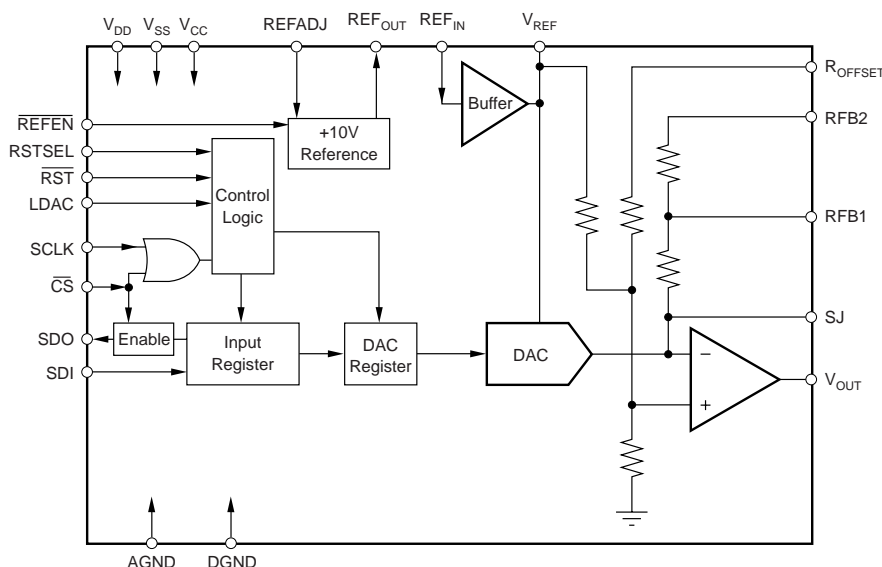 VDD VSS VCC REFADJ REFOUT REFIN VREF
ROFFSET
Buffer
REFEN
+10V
Reference
RFB2
RSTSEL
RST
Control
Logic
LDAC
RFB1
SCLK
CS
SJ
SDO
Enable
Input
Register
DAC
Register
DAC
–
+
VOUT
SDI
AGND DGND